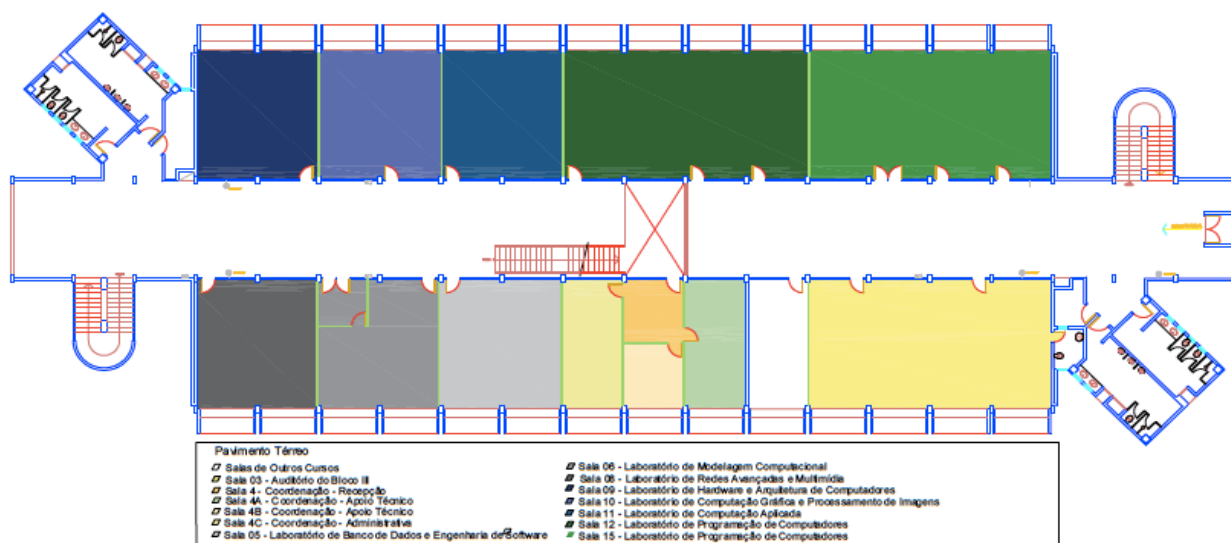 Pavimento Térreo
Salas de Outros Cursos
Sala 03 - Auditório do Bloco III
Sala 4 - Coordenação - Recepção
Sala 4A - Coordenação - Apoio Técnico
Sala 4B - Coordenação - Apoio Técnico
Sala 4C - Coordenação - Administrativa
Sala 05 - Laboratório de Banco de Dados e Engenharia de Software
Sala 06 - Laboratório de Modelagem Computacional
Sala 08 - Laboratório de Redes Avançadas e Multimídia
Sala 09 - Laboratório de Hardware e Arquitetura de Computadores
Sala 10 - Laboratório de Computação Gráfica e Processamento de Imagens
Sala 11 - Laboratório de Computação Aplicada
Sala 12 - Laboratório de Programação de Computadores
Sala 15 - Laboratório de Programação de Computadores